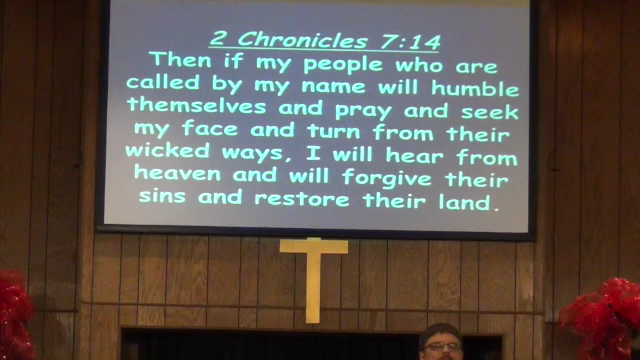 2 Chronicles 7:14
Then if my people who are
called by my name will humble
themselves and pray and seek
my face and turn from their
wicked ways, I will hear from
heaven and will forgive their
sins and restore their land.